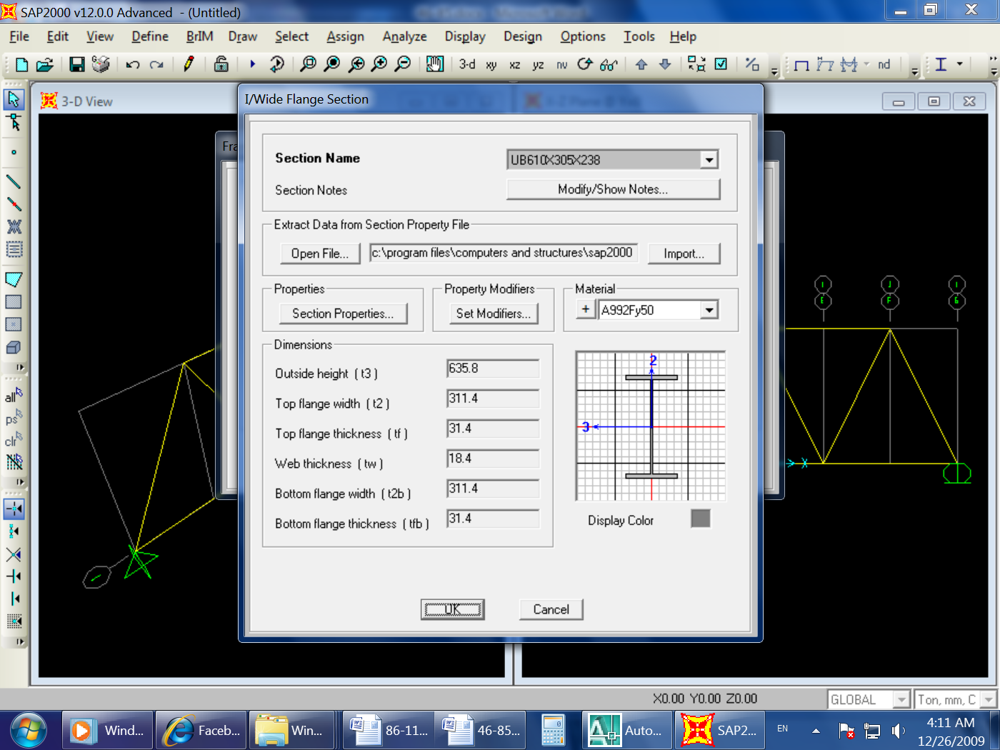 SAP2000 v12.0.0 Advanced - (Untitled)
File Edit View Define BrIM Draw Select Assign Analyze Display Design Options Tools Help
3-d xy xz yz nv nd
3-D View
I/Wide Flange Section
Fra
Section Name UB610X305X238
Section Notes Modify/Show Notes...
Extract Data from Section Property File
Open File... c:\program files\computers and structures\sap2000 Import...
Properties Property Modifiers Material
Section Properties... Set Modifiers... + A992Fy50
Dimensions
Outside height ( t3 ) 635.8
Top flange width ( t2 ) 311.4
Top flange thickness ( tf ) 31.4
Web thickness ( tw ) 18.4
Bottom flange width ( t2b ) 311.4
Bottom flange thickness ( tfb ) 31.4
2
3
Display Color
OK Cancel
all
ps
clr
I J I
E F G
X
X0.00 Y0.00 Z0.00 GLOBAL Ton, mm, C
Wind... Faceb... Win... 86-11... 46-85... Auto... SAP2... EN 4:11 AM
12/26/2009